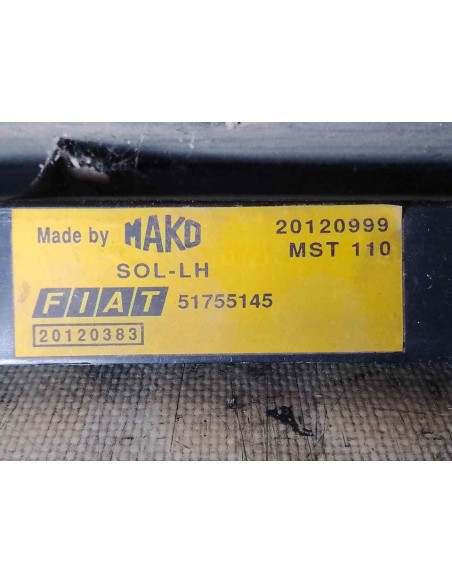 Made by MAKO 20120999
SOL-LH MST 110
FIAT 51755145
20120383